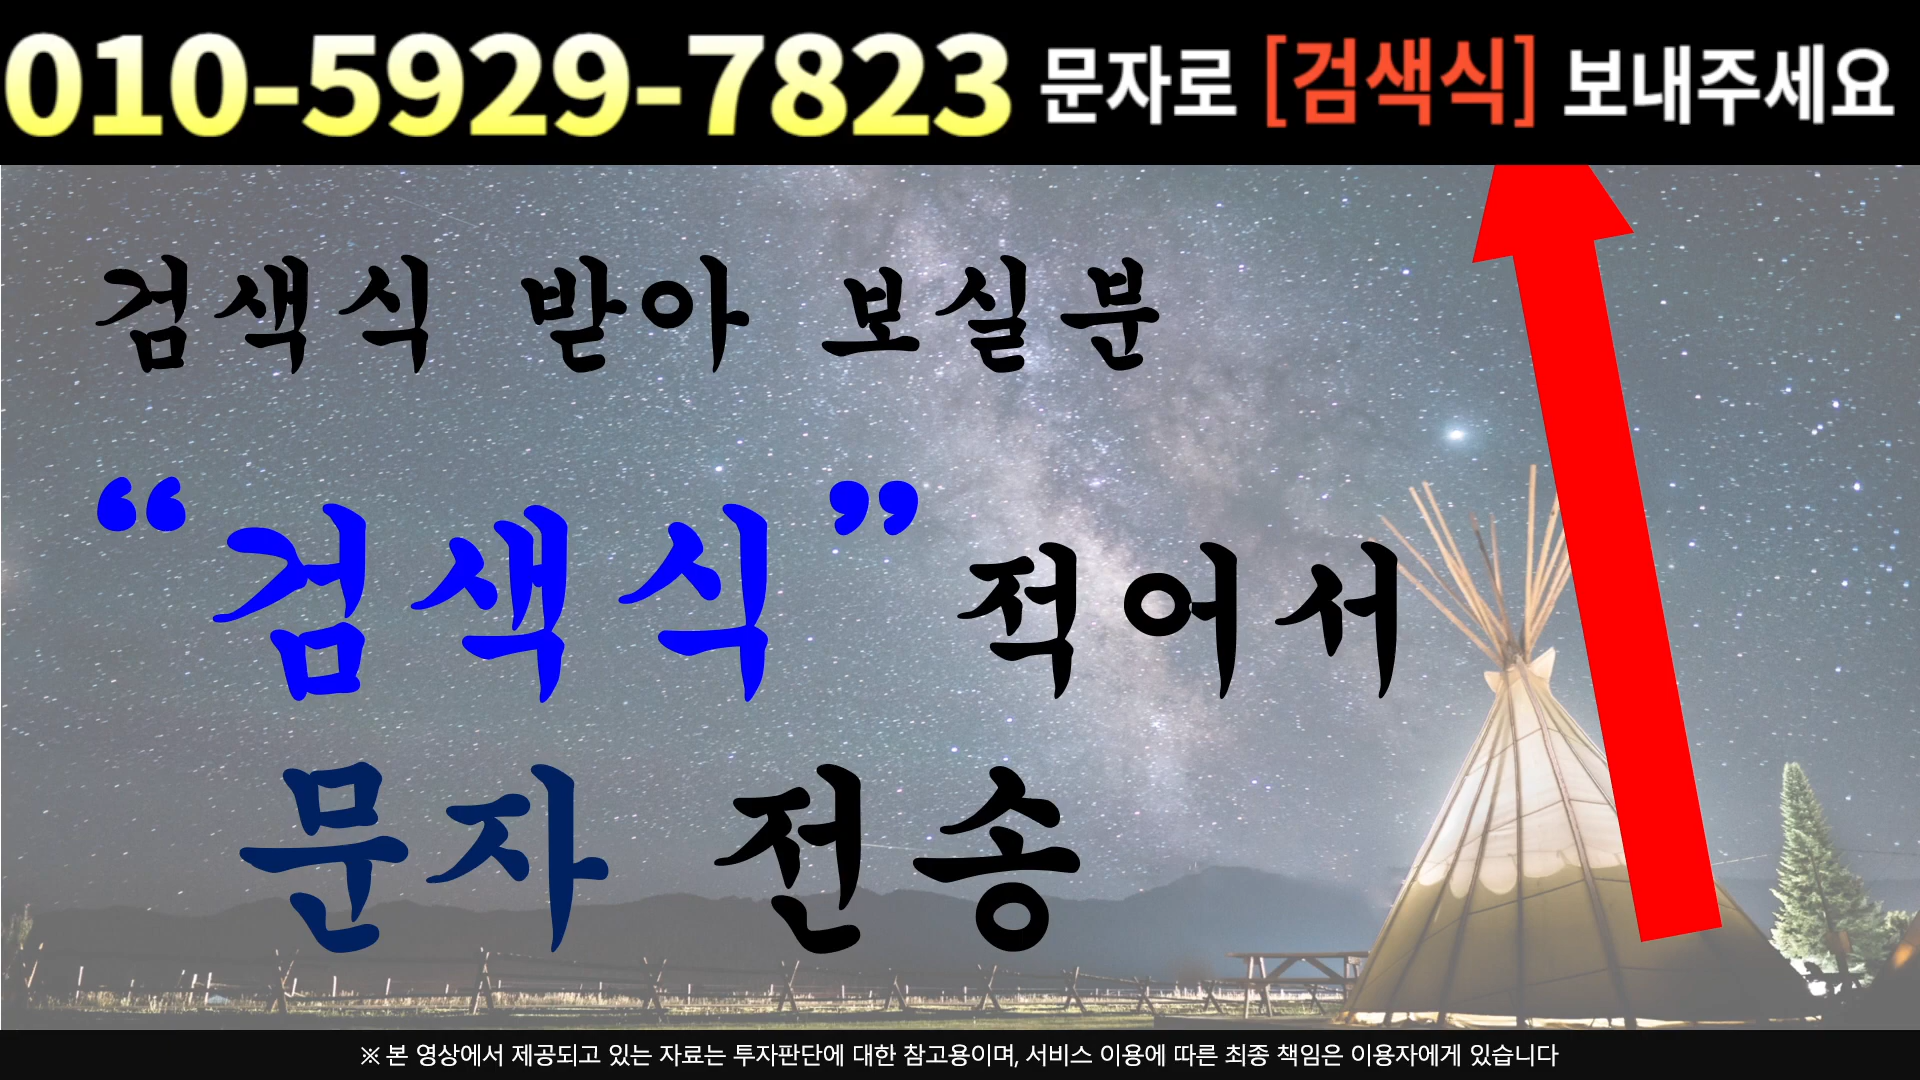 010-5929-7823 문자로 [검색식] 보내주세요
검색식 받아 보실분
“검색식” 적어서
문자 전송
※ 본 영상에서 제공되고 있는 자료는 투자판단에 대한 참고용이며, 서비스 이용에 따른 최종 책임은 이용자에게 있습니다